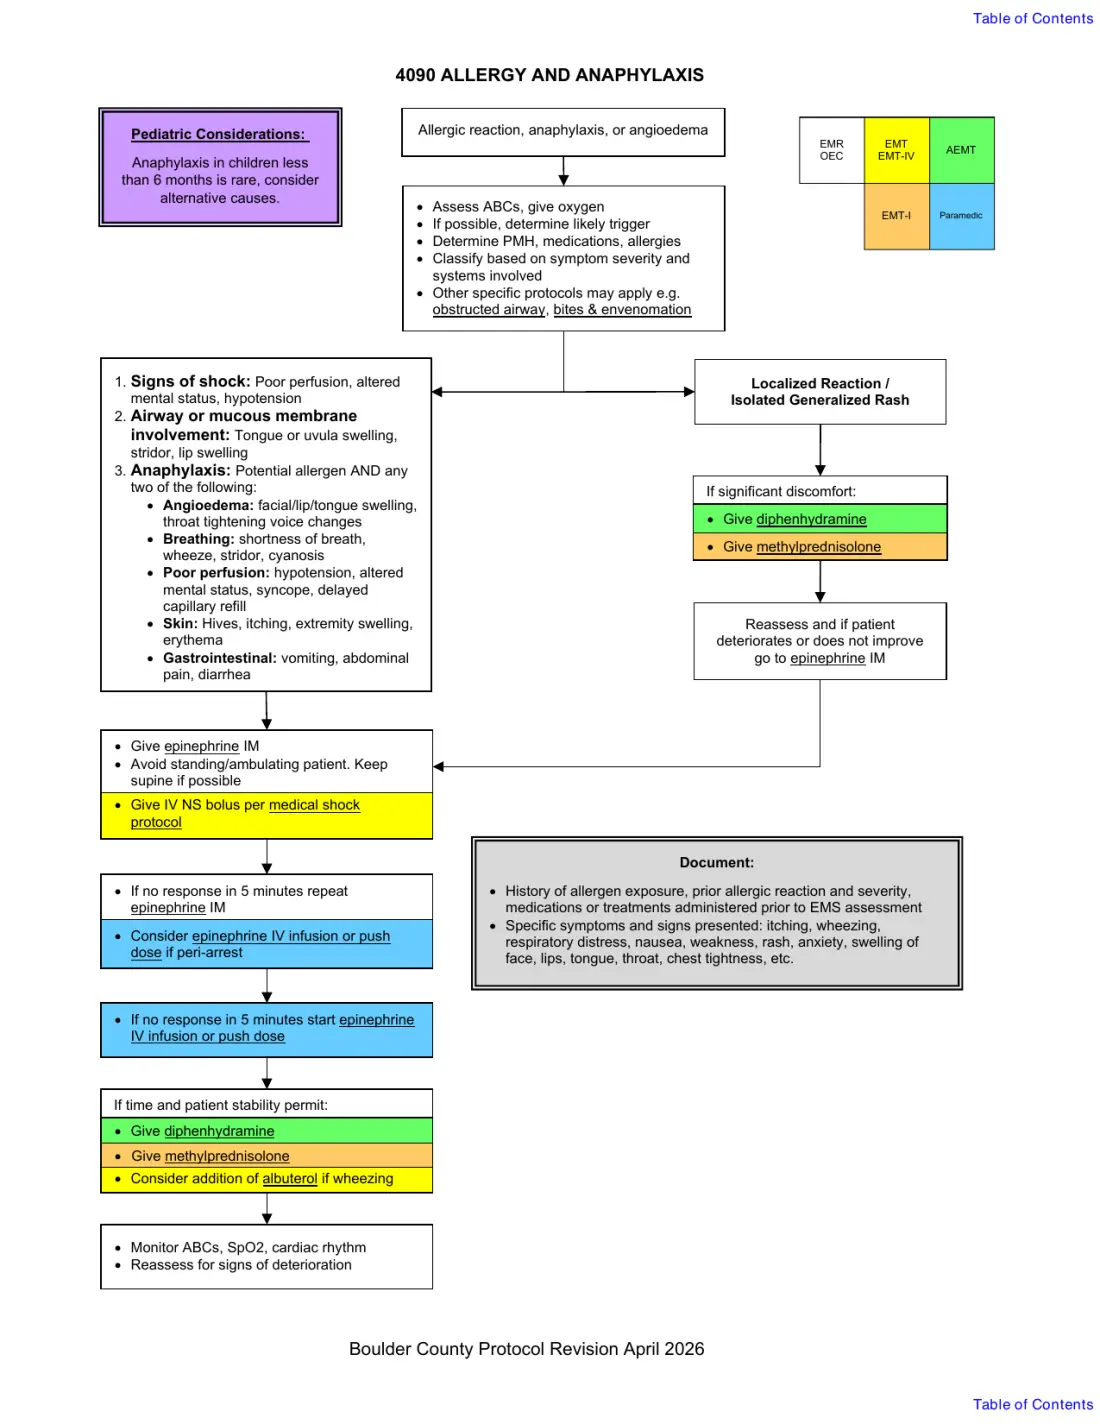 Table of Contents
4090 ALLERGY AND ANAPHYLAXIS
Pediatric Considerations:
Anaphylaxis in children less
than 6 months is rare, consider
alternative causes.
Allergic reaction, anaphylaxis, or angioedema
EMR
OEC
EMT
EMT-IV
AEMT
EMT-I
Paramedic
• Assess ABCs, give oxygen
• If possible, determine likely trigger
• Determine PMH, medications, allergies
• Classify based on symptom severity and
systems involved
• Other specific protocols may apply e.g.
obstructed airway, bites & envenomation
1. Signs of shock: Poor perfusion, altered
mental status, hypotension
2. Airway or mucous membrane
involvement: Tongue or uvula swelling,
stridor, lip swelling
3. Anaphylaxis: Potential allergen AND any
two of the following:
• Angioedema: facial/lip/tongue swelling,
throat tightening voice changes
• Breathing: shortness of breath,
wheeze, stridor, cyanosis
• Poor perfusion: hypotension, altered
mental status, syncope, delayed
capillary refill
• Skin: Hives, itching, extremity swelling,
erythema
• Gastrointestinal: vomiting, abdominal
pain, diarrhea
Localized Reaction /
Isolated Generalized Rash
If significant discomfort:
• Give diphenhydramine
• Give methylprednisolone
Reassess and if patient
deteriorates or does not improve
go to epinephrine IM
• Give epinephrine IM
• Avoid standing/ambulating patient. Keep
supine if possible
• Give IV NS bolus per medical shock
protocol
• If no response in 5 minutes repeat
epinephrine IM
• Consider epinephrine IV infusion or push
dose if peri-arrest
• If no response in 5 minutes start epinephrine
IV infusion or push dose
If time and patient stability permit:
• Give diphenhydramine
• Give methylprednisolone
• Consider addition of albuterol if wheezing
• Monitor ABCs, SpO2, cardiac rhythm
• Reassess for signs of deterioration
Document:
• History of allergen exposure, prior allergic reaction and severity,
medications or treatments administered prior to EMS assessment
• Specific symptoms and signs presented: itching, wheezing,
respiratory distress, nausea, weakness, rash, anxiety, swelling of
face, lips, tongue, throat, chest tightness, etc.
Boulder County Protocol Revision April 2026
Table of Contents